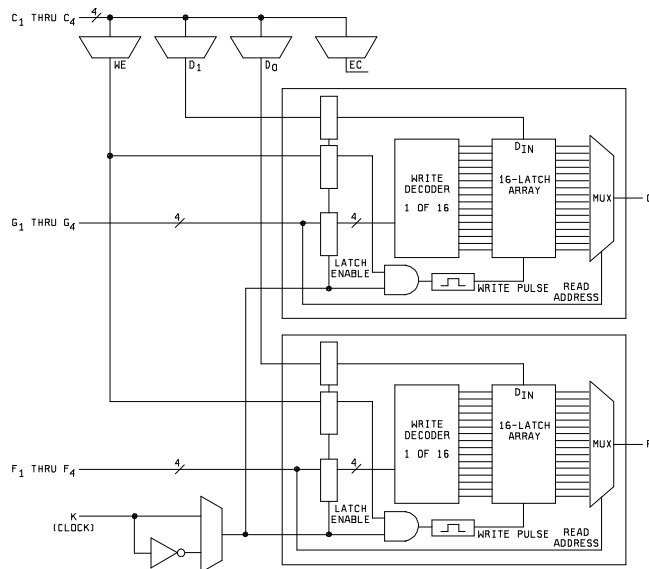 C1 THRU C4 4
WE D1 D0 EC
DIN
WRITE DECODER 1 OF 16
16-LATCH ARRAY
MUX
G1 THRU G4 4
4
LATCH ENABLE
WRITE PULSE
READ ADDRESS
DIN
WRITE DECODER 1 OF 16
16-LATCH ARRAY
MUX
F1 THRU F4 4
4
K
(CLOCK)
LATCH ENABLE
WRITE PULSE
READ ADDRESS